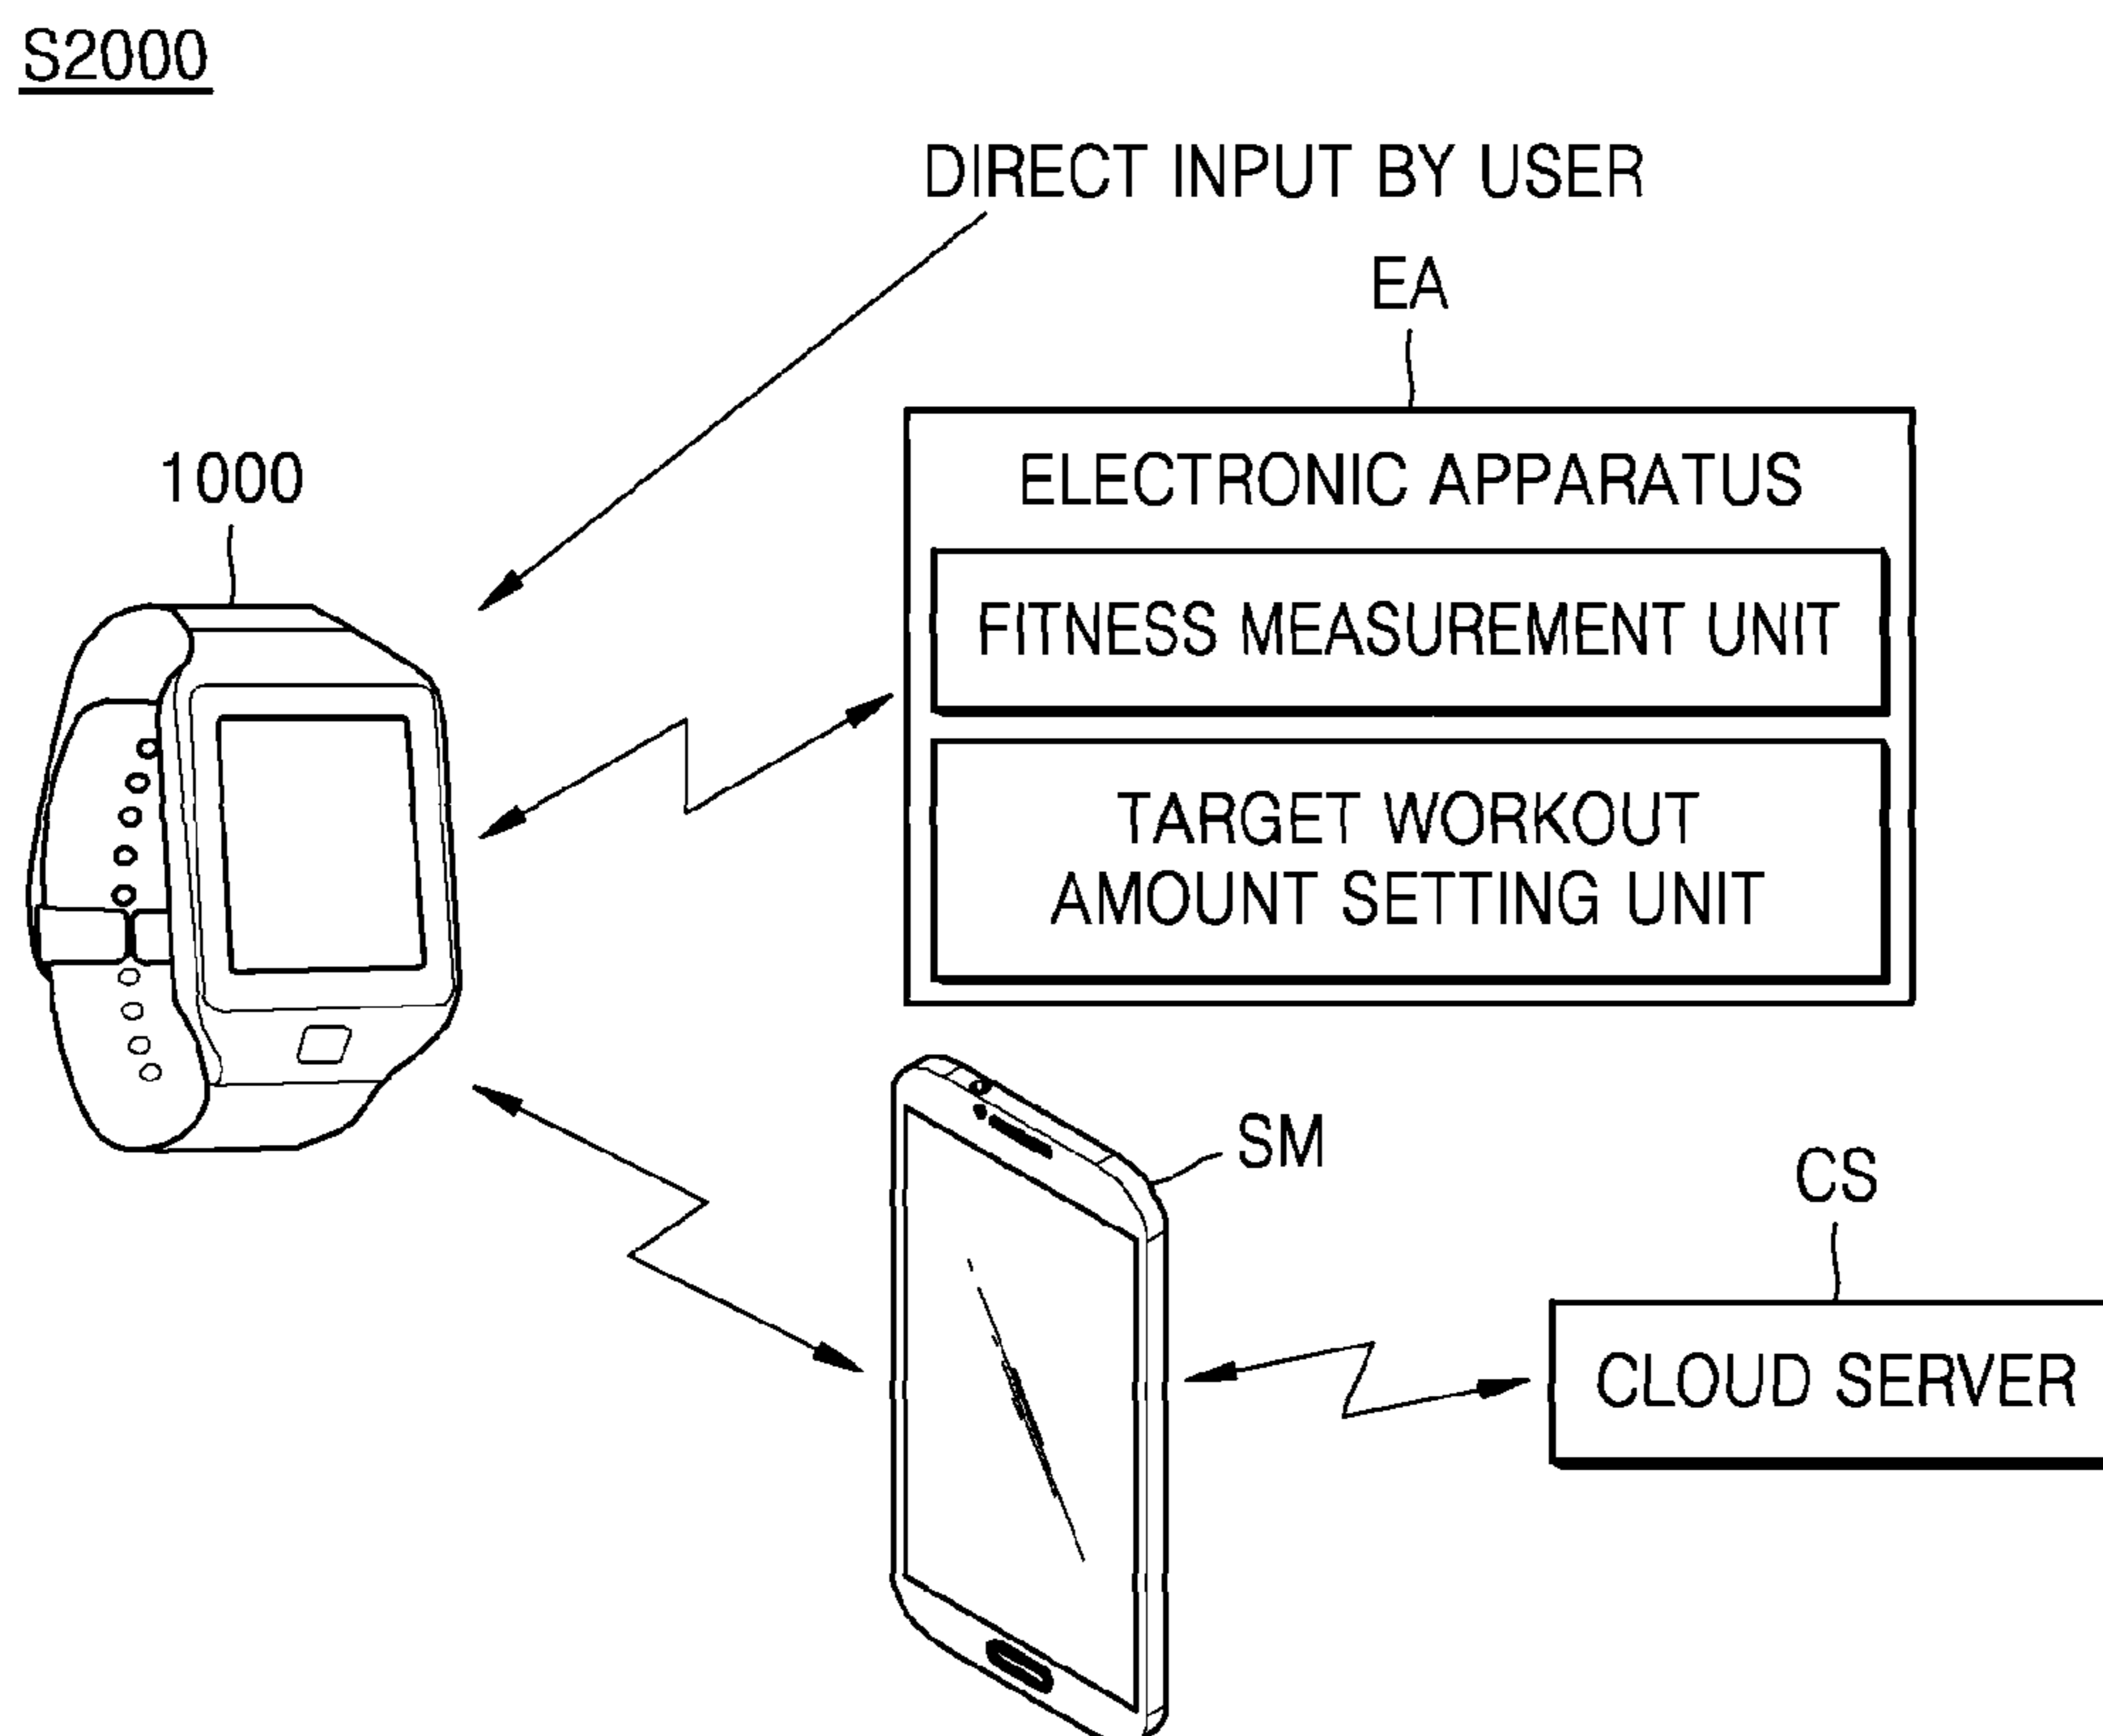 S2000
DIRECT INPUT BY USER
EA
1000
ELECTRONIC APPARATUS
FITNESS MEASUREMENT UNIT
TARGET WORKOUT
AMOUNT SETTING UNIT
SM
CS
CLOUD SERVER